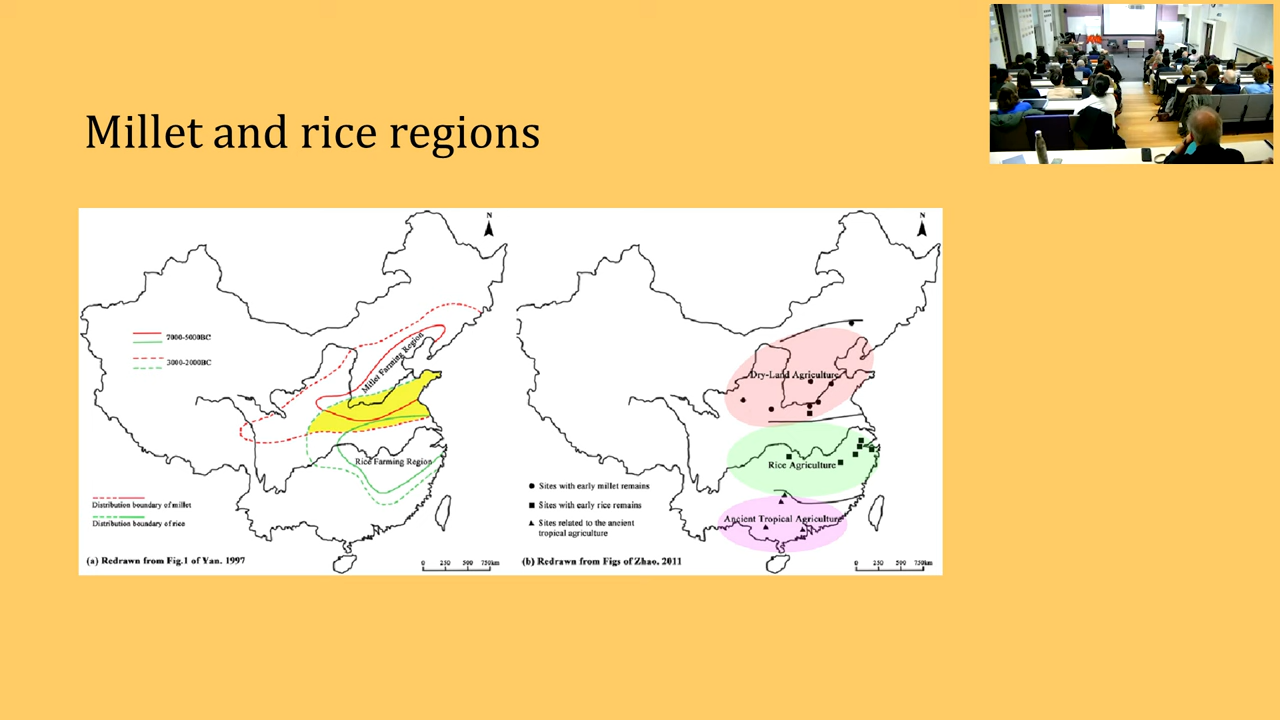 Millet and rice regions
N
7000-5000BC
3000-2000BC
Millet Farming Region
Rice Farming Region
Distribution boundary of millet
Distribution boundary of rice
(a) Redrawn from Fig.1 of Yan, 1997
0 250 500 750km
N
Dry-Land Agriculture
Rice Agriculture
Ancient Tropical Agriculture
Sites with early millet remains
Sites with early rice remains
Sites related to the ancient
tropical agriculture
(b) Redrawn from Figs of Zhao, 2011
0 250 500 750km